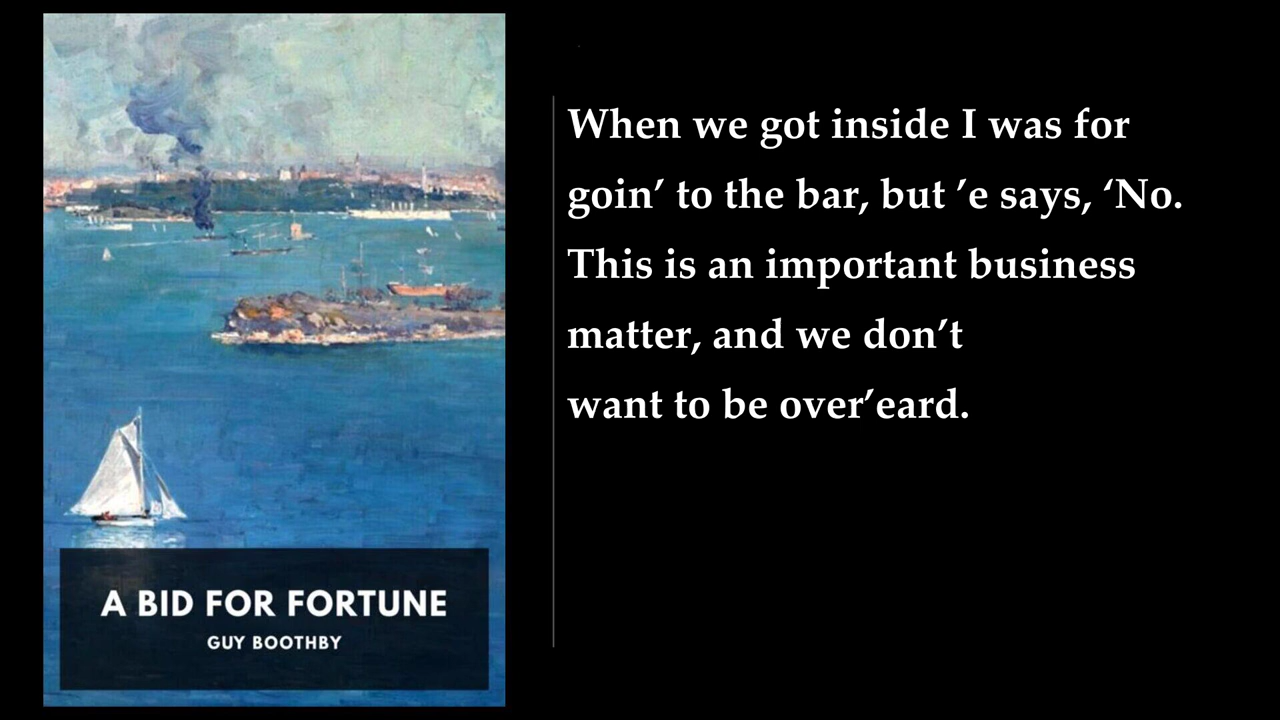 When we got inside I was for
goin’ to the bar, but ’e says, ‘No.
This is an important business
matter, and we don’t
want to be over’eard.
A BID FOR FORTUNE
GUY BOOTHBY